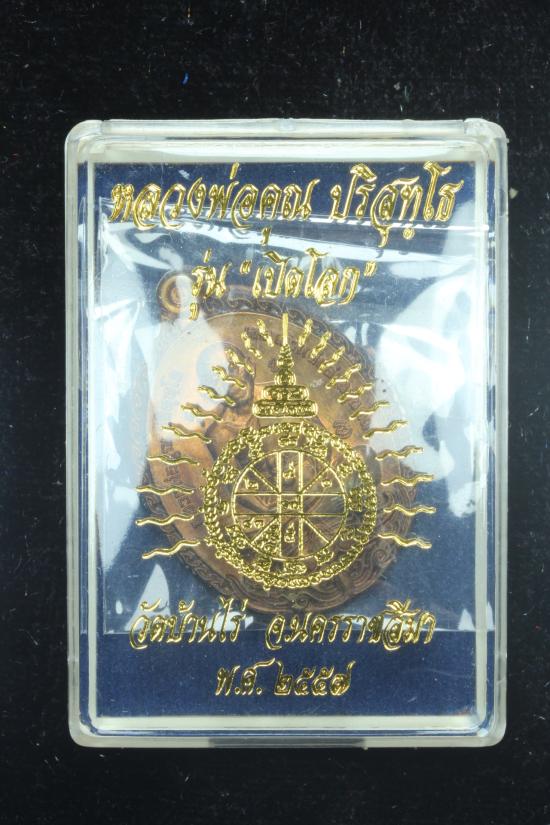 หลวงพ่อคูณ ปริสุทฺโธ
รุ่น "เปิดโลก"
วัดบ้านไร่ จ.นครราชสีมา
พ.ศ. ๒๕๕๗